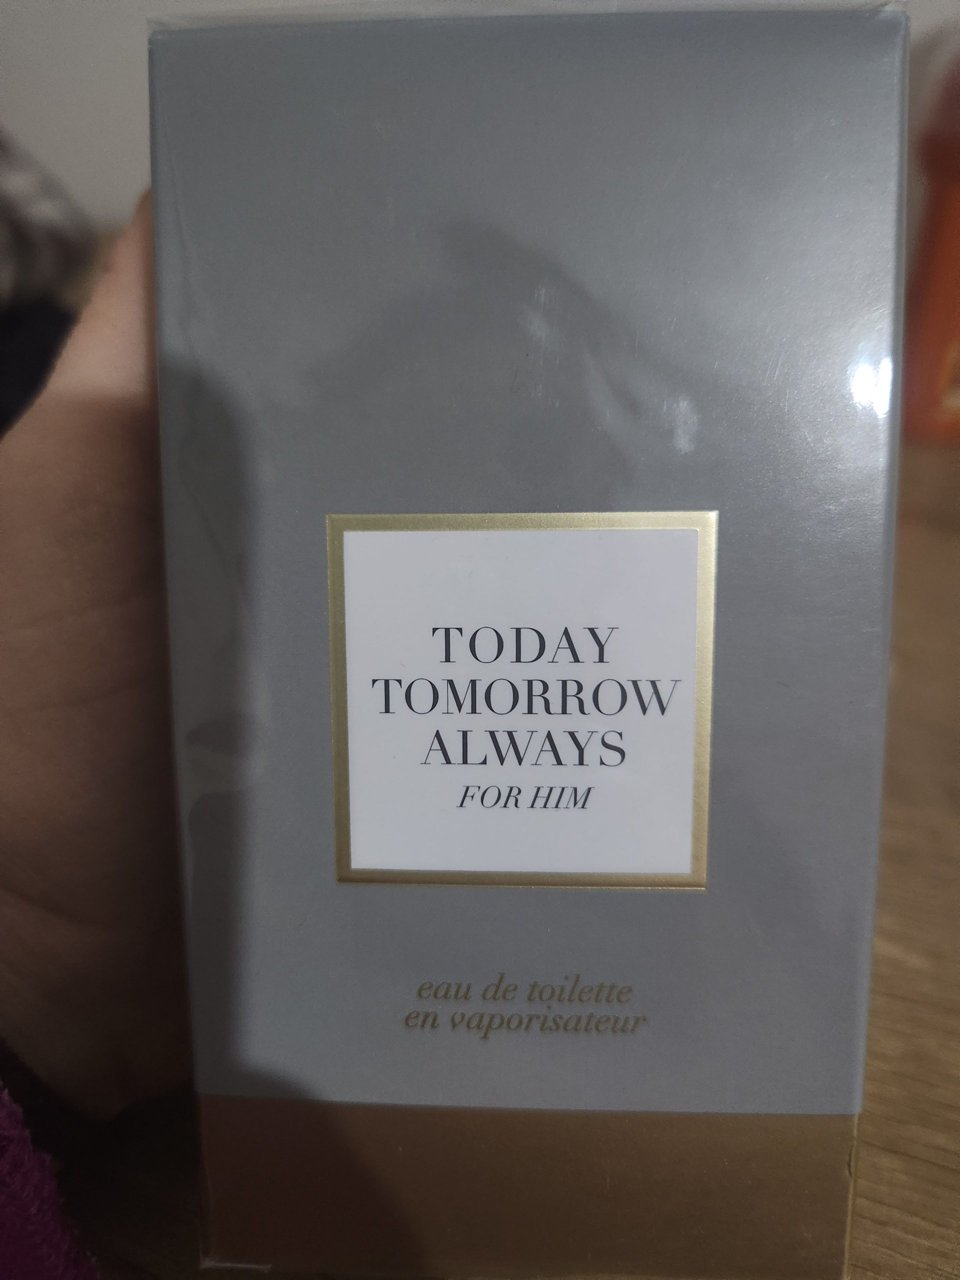 TODAY
TOMORROW
ALWAYS
FOR HIM
eau de toilette
en vaporisateur